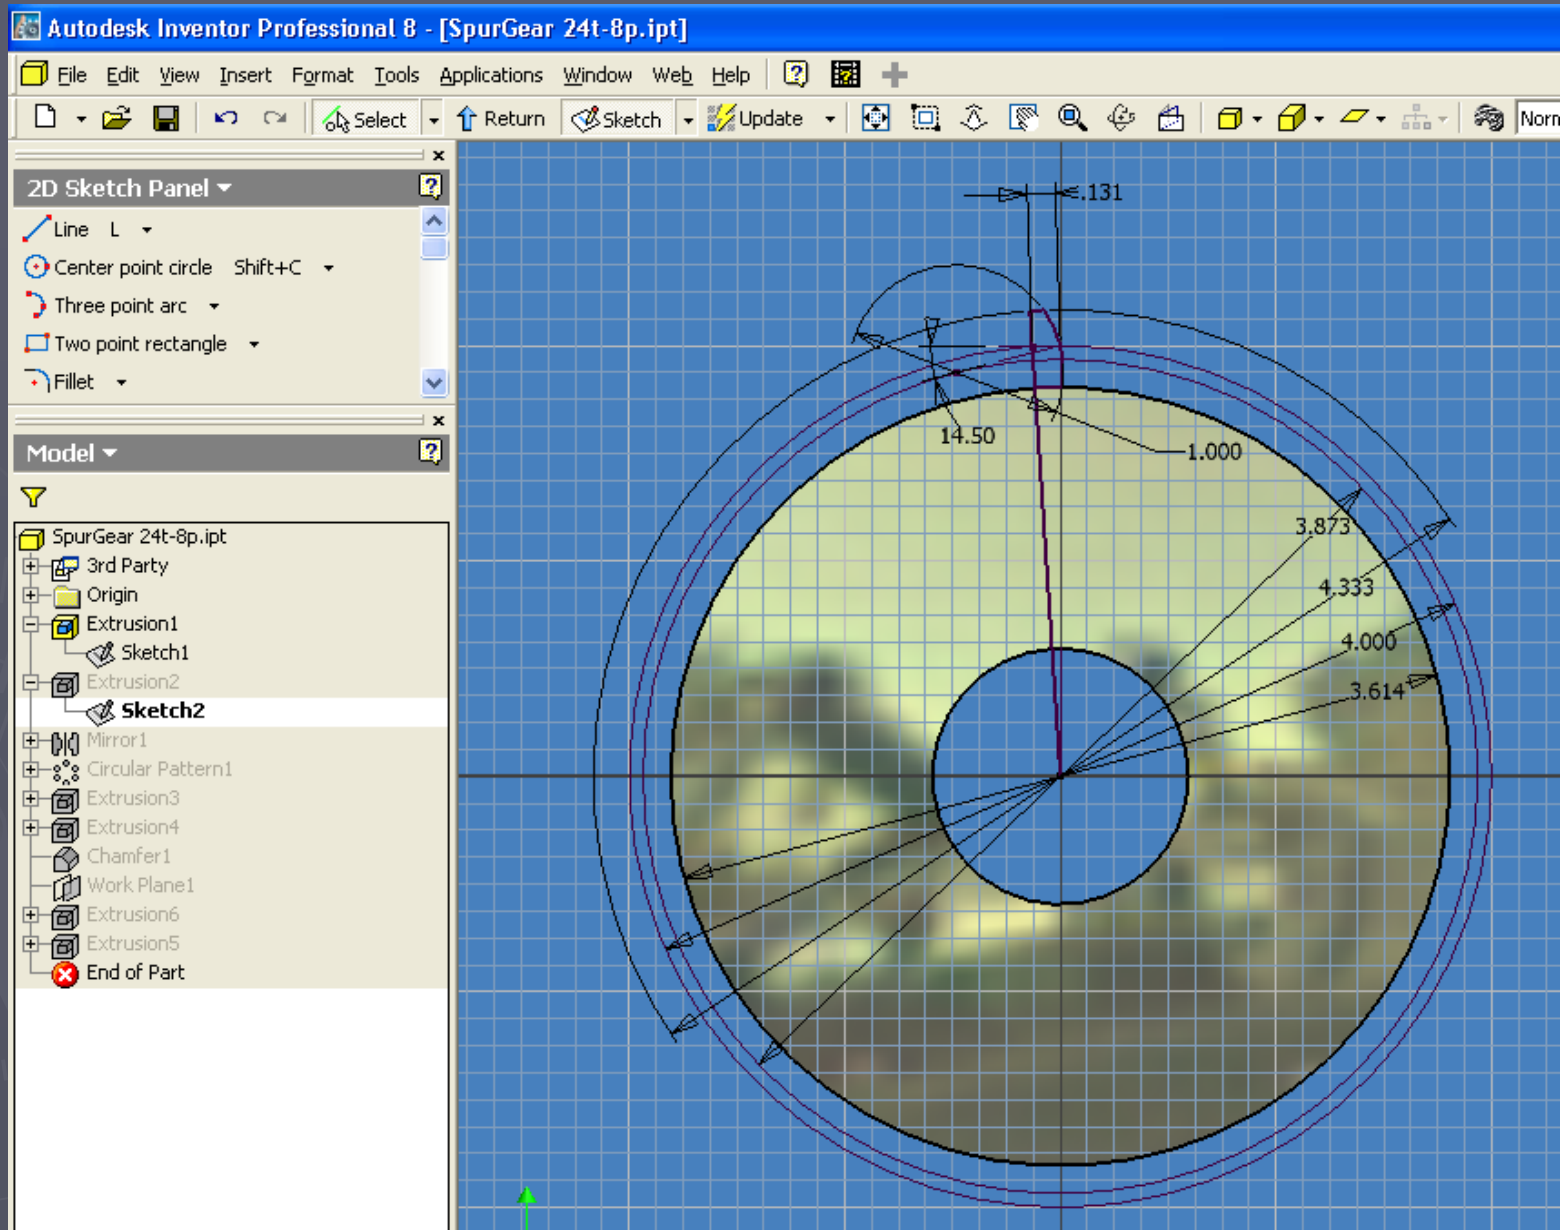 Autodesk Inventor Professional 8 - [SpurGear 24t-8p.ipt]
File Edit View Insert Format Tools Applications Window Web Help
Select Return Sketch Update Norn
2D Sketch Panel
Line L
Center point circle Shift+C
Three point arc
Two point rectangle
Fillet
Model
SpurGear 24t-8p.ipt
3rd Party
Origin
Extrusion1
Sketch1
Extrusion2
Sketch2
Mirror1
Circular Pattern1
Extrusion3
Extrusion4
Chamfer1
Work Plane1
Extrusion6
Extrusion5
End of Part
.131
14.50
1.000
3.873
4.333
4.000
3.614